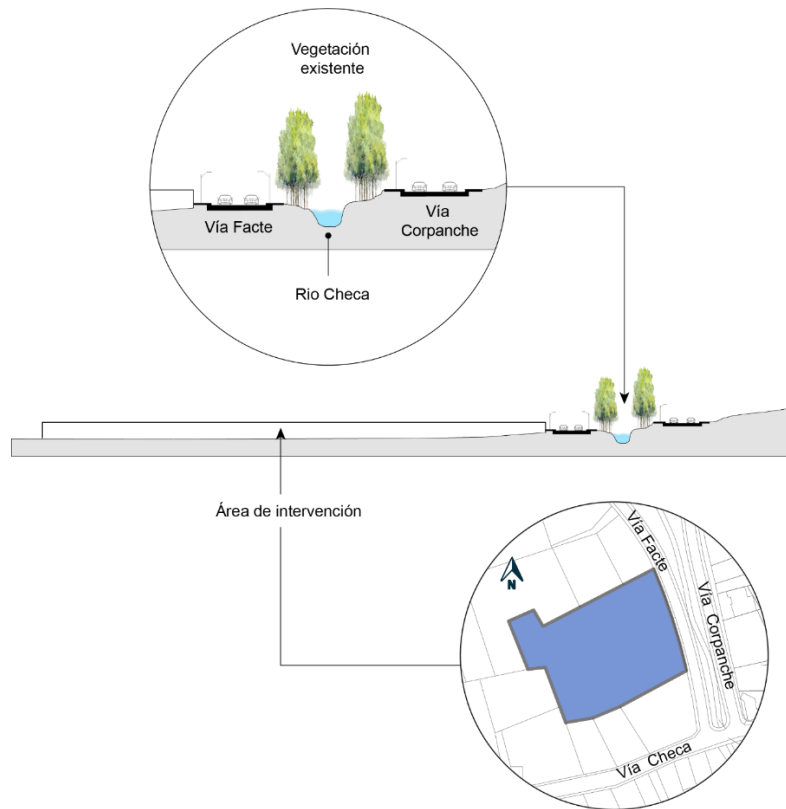 Vegetación
existente
Vía Facte
Vía
Corpanche
Rio Checa
Área de intervención
N
Vía Facte
Vía Corpanche
Vía Checa